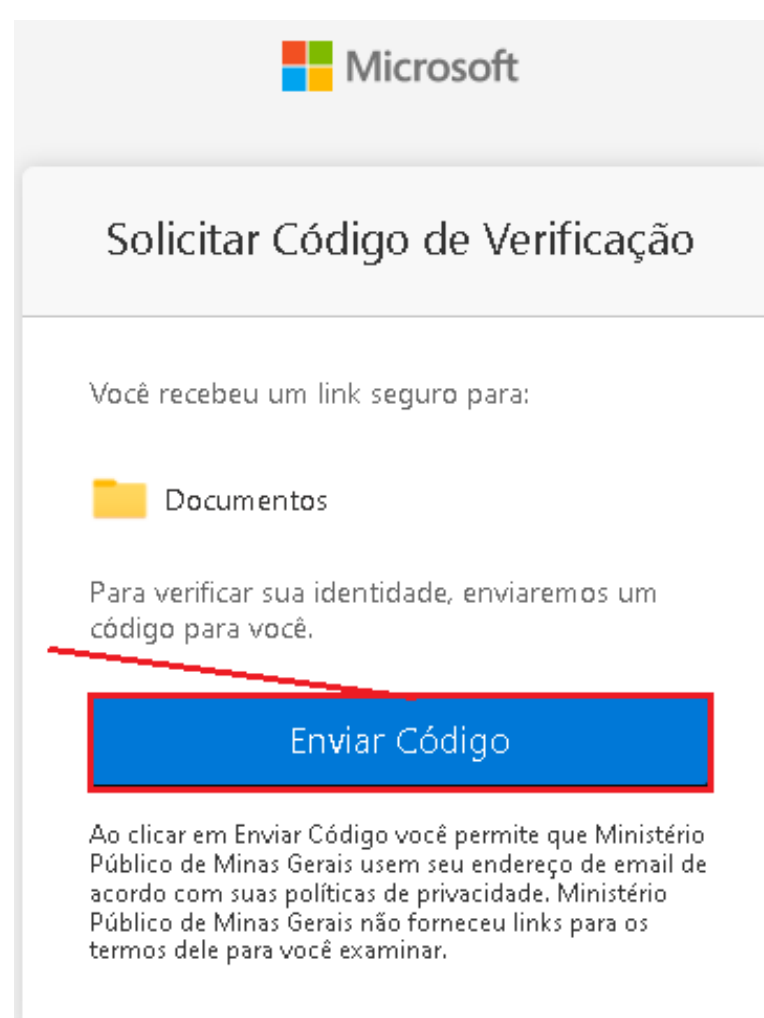 Microsoft
Solicitar Código de Verificação
Você recebeu um link seguro para:
Documentos
Para verificar sua identidade, enviaremos um
código para você.
Enviar Código
Ao clicar em Enviar Código você permite que Ministério
Público de Minas Gerais usem seu endereço de email de
acordo com suas políticas de privacidade. Ministério
Público de Minas Gerais não forneceu links para os
termos dele para você examinar.